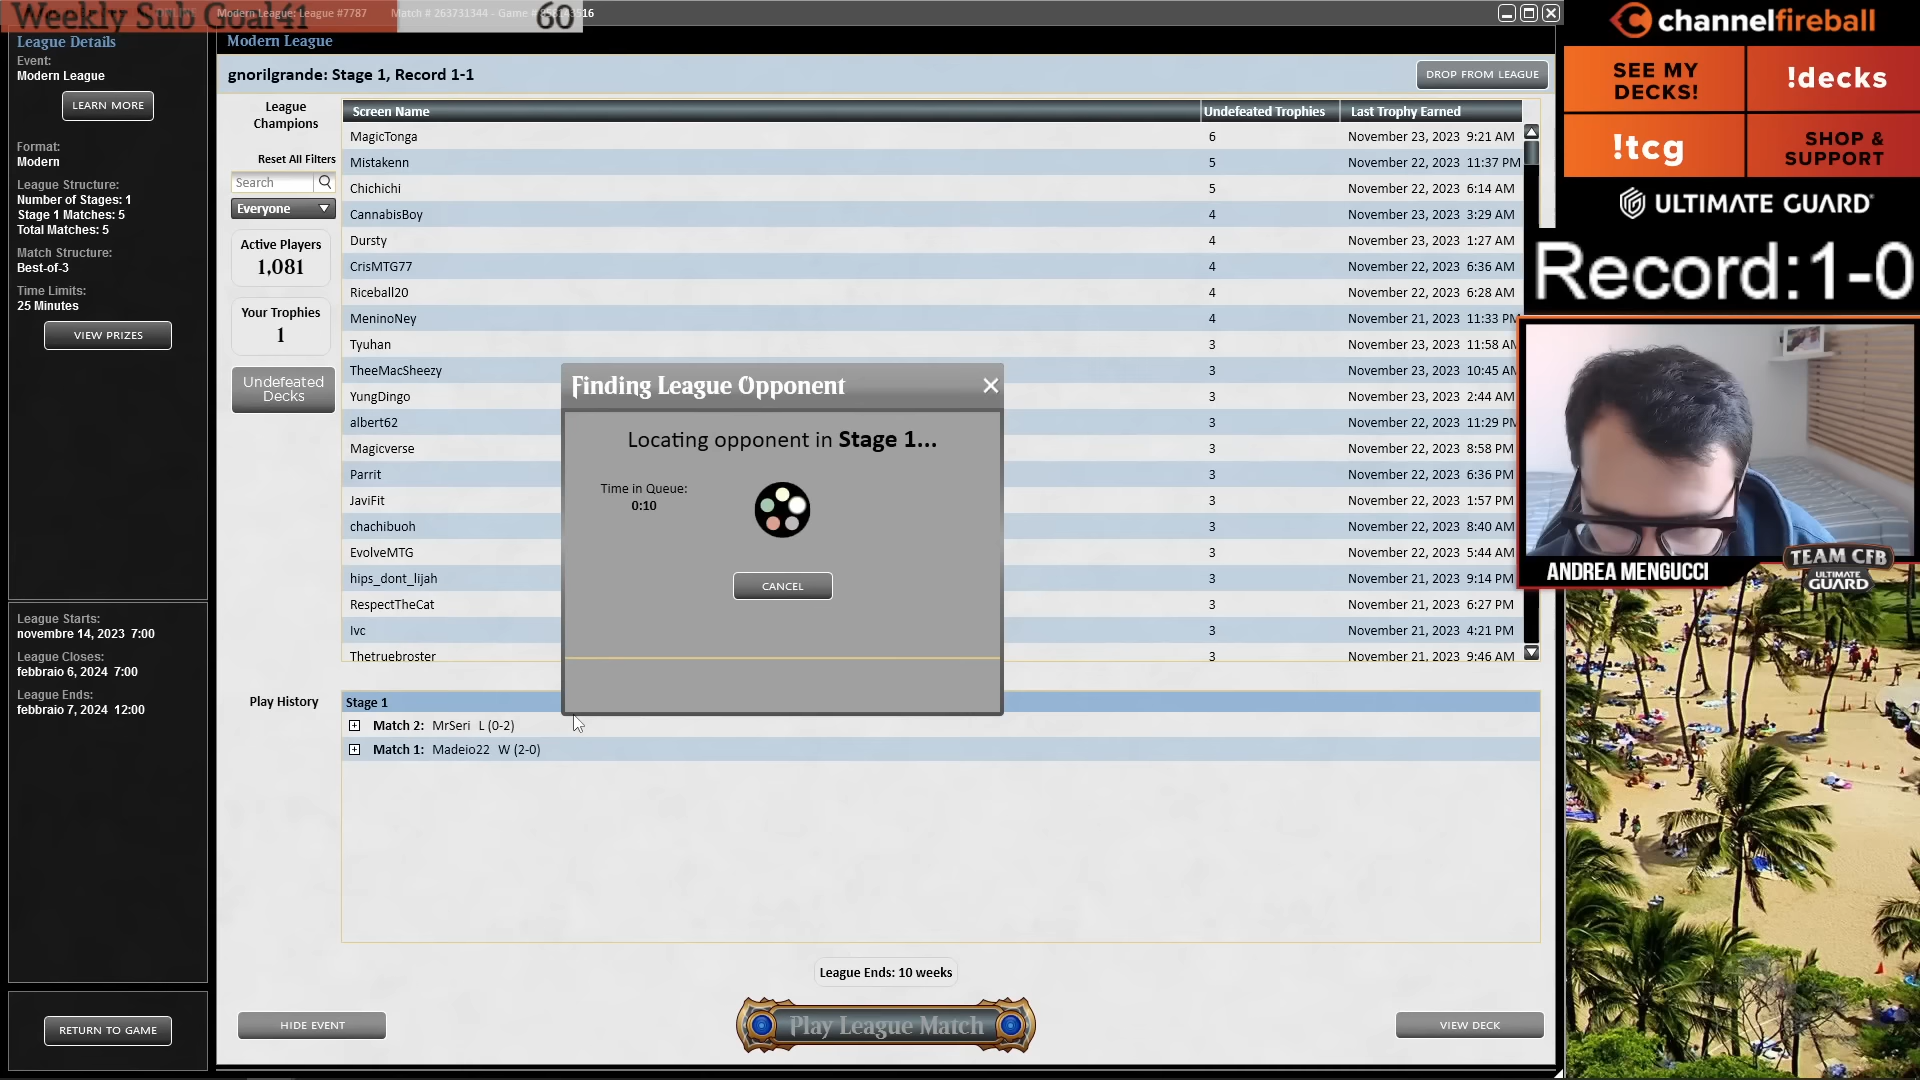 Weekly Sub Goal
41
60
Modern League: League #7787
Match # 263731344 - Game #
16
League Details
Event:
Modern League
LEARN MORE
Format:
Modern
League Structure:
Number of Stages: 1
Stage 1 Matches: 5
Total Matches: 5
Match Structure:
Best-of-3
Time Limits:
25 Minutes
VIEW PRIZES
League Starts:
novembre 14, 2023 7:00
League Closes:
febbraio 6, 2024 7:00
League Ends:
febbraio 7, 2024 12:00
RETURN TO GAME
Modern League
gnorilgrande: Stage 1, Record 1-1
DROP FROM LEAGUE
League
Champions
Reset All Filters
Search
Everyone
Active Players
1,081
Your Trophies
1
Undefeated
Decks
Screen Name Undefeated Trophies Last Trophy Earned
MagicTonga 6 November 23, 2023 9:21 AM
Mistakenn 5 November 22, 2023 11:37 PM
Chichichi 5 November 22, 2023 6:14 AM
CannabisBoy 4 November 23, 2023 3:29 AM
Dursty 4 November 23, 2023 1:27 AM
CrisMTG77 4 November 22, 2023 6:36 AM
Riceball20 4 November 22, 2023 6:28 AM
MeninoNey 4 November 21, 2023 11:33 PM
Tyuhan 3 November 23, 2023 11:58 AM
TheeMacSheezy 3 November 23, 2023 10:45 AM
YungDingo 3 November 23, 2023 2:44 AM
albert62 3 November 22, 2023 11:29 PM
Magicverse 3 November 22, 2023 8:58 PM
Parrit 3 November 22, 2023 6:36 PM
JaviFit 3 November 22, 2023 1:57 PM
chachibuoh 3 November 22, 2023 8:40 AM
EvolveMTG 3 November 22, 2023 5:44 AM
hips_dont_lijah 3 November 21, 2023 9:14 PM
RespectTheCat 3 November 21, 2023 6:27 PM
Ivc 3 November 21, 2023 4:21 PM
Thetruebroster 3 November 21, 2023 9:46 AM
Finding League Opponent
Locating opponent in Stage 1...
Time in Queue:
0:10
CANCEL
Play History
Stage 1
Match 2: MrSeri L (0-2)
Match 1: Madeio22 W (2-0)
League Ends: 10 weeks
HIDE EVENT
Play League Match
VIEW DECK
channelfireball
SEE MY
DECKS!
!decks
!tcg
SHOP &
SUPPORT
ULTIMATE GUARD
Record:1-0
ANDREA MENGUCCI
TEAM CFB
ULTIMATE
GUARD